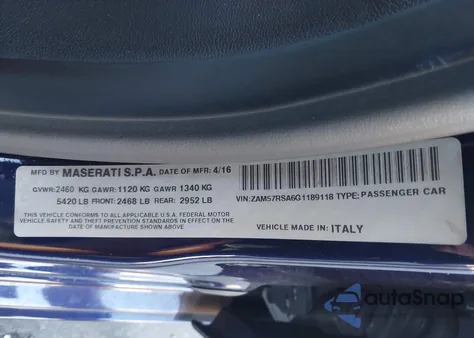 MFD BY MASERATI S.P.A. DATE OF MFR: 4/16
GVWR:2460 KG GAWR:1120 KG GAWR 1340 KG
5420 LB FRONT: 2468 LB REAR: 2952 LB
THIS VEHICLE CONFORMS TO ALL APPLICABLE U.S.A. FEDERAL MOTOR
VEHICLE SAFETY AND THEFT PREVENTION STANDARDS IN EFFECT ON
THE DATE OF MANUFACTURE SHOWN ABOVE.
VIN:ZAM57RSA6G1189118 TYPE: PASSENGER CAR
VEHICLE MADE IN: ITALY
autoSnap